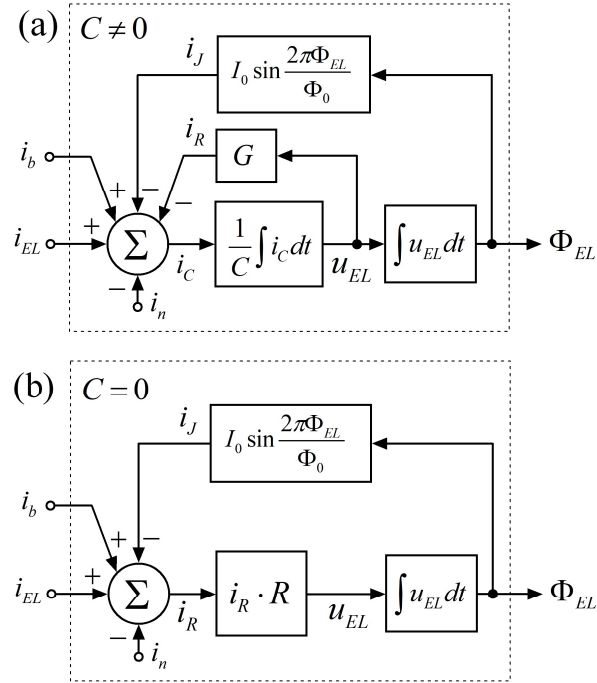 (a)
C ≠ 0
i_J
I_0 sin 2πΦ_EL / Φ_0
i_R
G
i_b
+
−
−
i_EL
+
Σ
i_C
1/C ∫ i_C dt
u_EL
∫ u_EL dt
Φ_EL
−
i_n
(b)
C = 0
i_J
I_0 sin 2πΦ_EL / Φ_0
i_b
+
−
i_EL
+
Σ
i_R
i_R · R
u_EL
∫ u_EL dt
Φ_EL
−
i_n